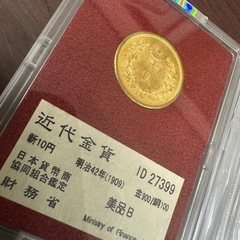 近代金貨
ID 27399
新10円 明治42年(1909) 金900/銅100
日本貨幣商
協同組合鑑定
美品B
財務省
Ministry of Finance